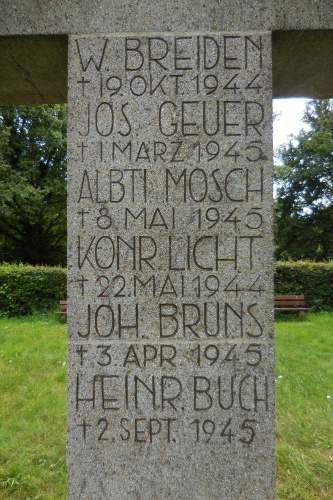 W. BREIDEN
† 19. OKT. 1944
JOS. GEUER
† 1. MÄRZ 1945
ALBT. MOSCH
† 8. MAI 1945
KONR. LICHT
† 22. MAI 1944
JOH. BRUNS
† 3. APR. 1945
HEINR. BUCH
† 2. SEPT. 1945